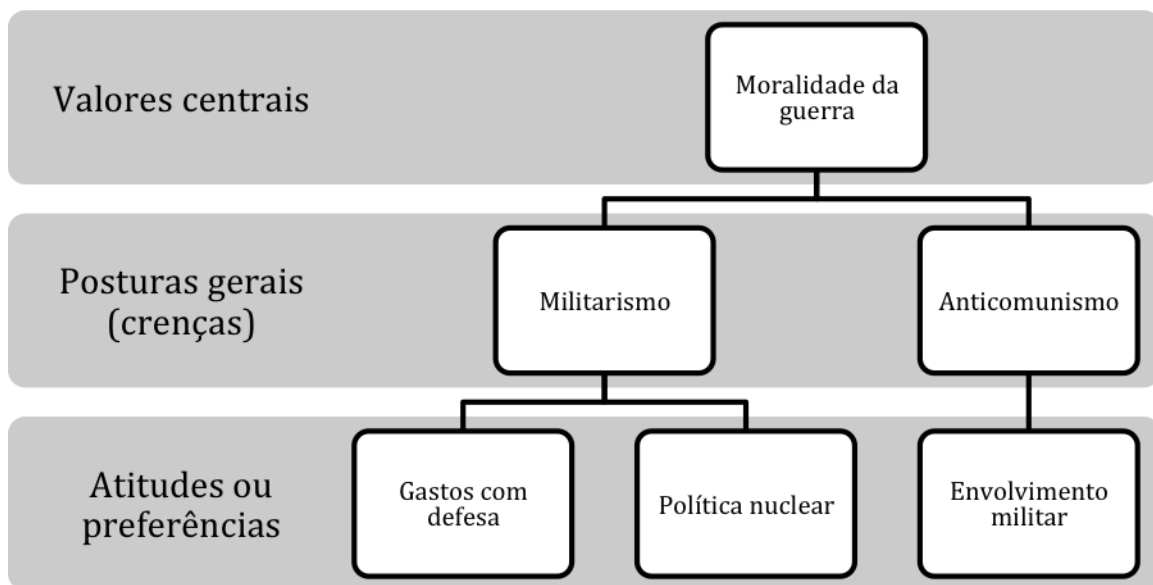 Valores centrais
Moralidade da
guerra
Posturas gerais
(crenças)
Militarismo
Anticomunismo
Atitudes ou
preferências
Gastos com
defesa
Política nuclear
Envolvimento
militar